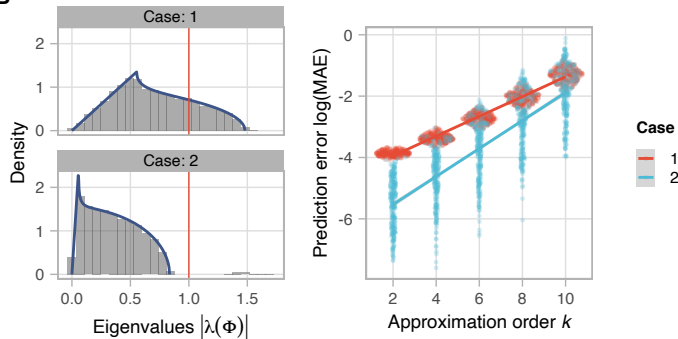 Case: 1
2
1
0
Case: 2
2
1
0
Density
0.0 0.5 1.0 1.5
Eigenvalues |λ(Φ)|
0
-2
-4
-6
Prediction error log(MAE)
2 4 6 8 10
Approximation order k
Case
1
2